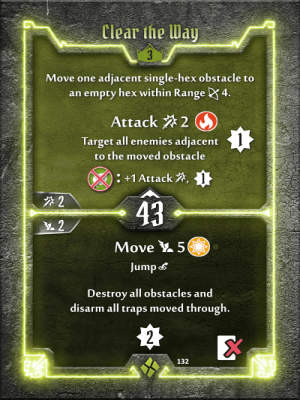 Clear the Way
3
Move one adjacent single-hex obstacle to
an empty hex within Range 4.
Attack 2
Target all enemies adjacent
to the moved obstacle
1
: +1 Attack , 1
2
43
2
Move 5
Jump
Destroy all obstacles and
disarm all traps moved through.
2
132